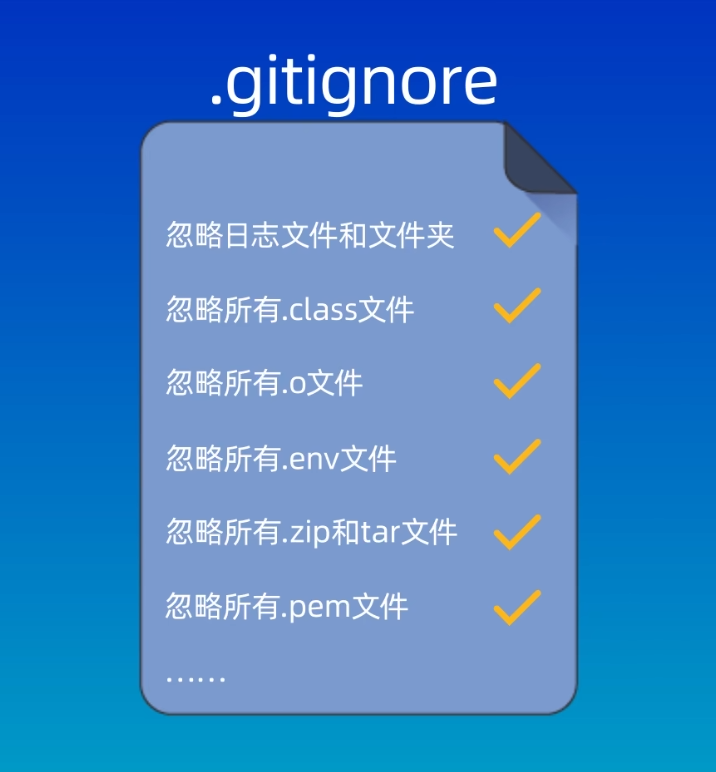 .gitignore
忽略日志文件和文件夹
忽略所有.class文件
忽略所有.o文件
忽略所有.env文件
忽略所有.zip和tar文件
忽略所有.pem文件
……